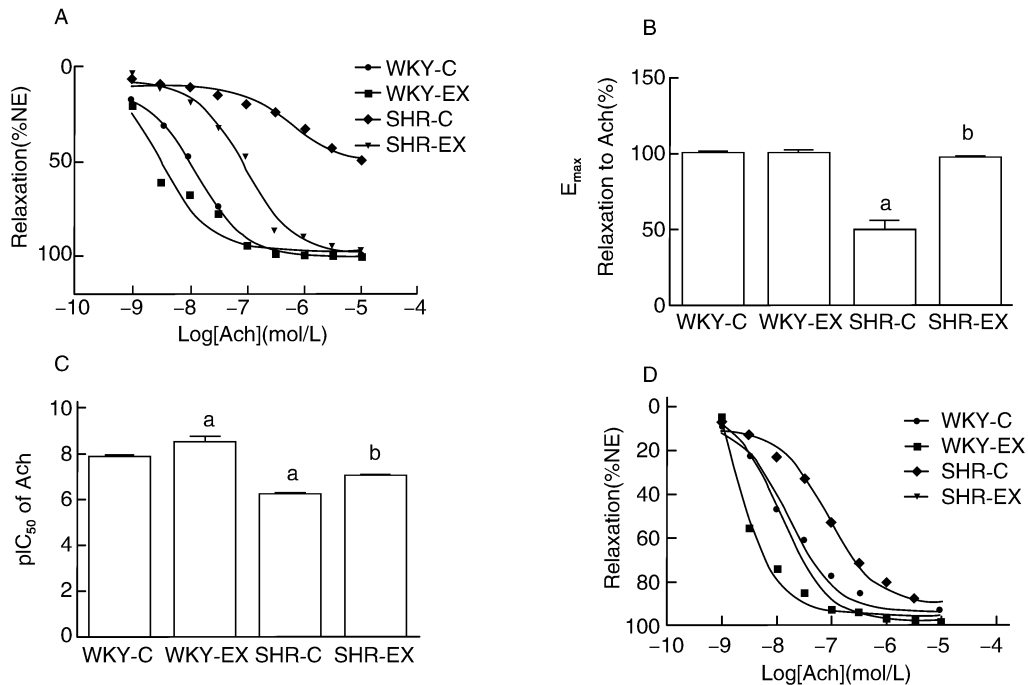 A
Relaxation(%NE)
0
50
100
−10 −9 −8 −7 −6 −5 −4
Log[Ach](mol/L)
WKY-C
WKY-EX
SHR-C
SHR-EX
B
Emax
Relaxation to Ach(%)
150
100
50
0
a
b
WKY-C WKY-EX SHR-C SHR-EX
C
pIC50 of Ach
10
8
6
4
2
0
a
a
b
WKY-C WKY-EX SHR-C SHR-EX
D
Relaxation(%NE)
0
20
40
60
80
100
−10 −9 −8 −7 −6 −5 −4
Log[Ach](mol/L)
WKY-C
WKY-EX
SHR-C
SHR-EX